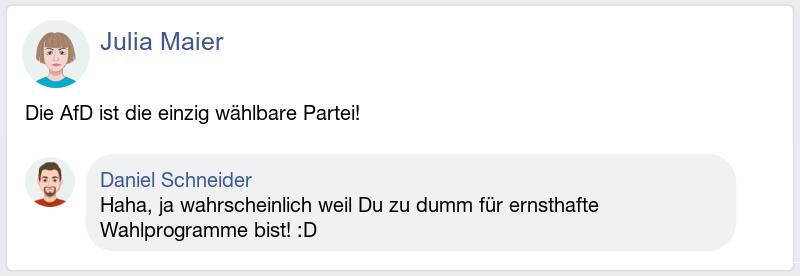 Julia Maier
Die AfD ist die einzig wählbare Partei!
Daniel Schneider
Haha, ja wahrscheinlich weil Du zu dumm für ernsthafte
Wahlprogramme bist! :D